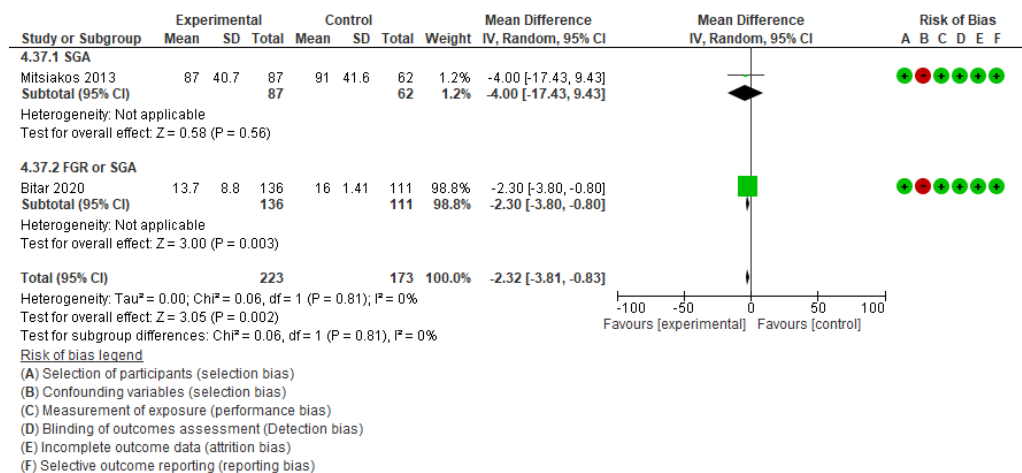 Experimental Control Mean Difference Mean Difference Risk of Bias
Study or Subgroup Mean SD Total Mean SD Total Weight IV, Random, 95% CI IV, Random, 95% CI A B C D E F
4.37.1 SGA
Mitsiakos 2013 87 40.7 87 91 41.6 62 1.2% -4.00 [-17.43, 9.43] + - + + + +
Subtotal (95% CI) 87 62 1.2% -4.00 [-17.43, 9.43]
Heterogeneity: Not applicable
Test for overall effect: Z = 0.58 (P = 0.56)
4.37.2 FGR or SGA
Bitar 2020 13.7 8.8 136 16 1.41 111 98.8% -2.30 [-3.80, -0.80] + - + + + +
Subtotal (95% CI) 136 111 98.8% -2.30 [-3.80, -0.80]
Heterogeneity: Not applicable
Test for overall effect: Z = 3.00 (P = 0.003)
Total (95% CI) 223 173 100.0% -2.32 [-3.81, -0.83]
Heterogeneity: Tau² = 0.00; Chi² = 0.06, df = 1 (P = 0.81); I² = 0%
Test for overall effect: Z = 3.05 (P = 0.002)
Test for subgroup differences: Chi² = 0.06, df = 1 (P = 0.81), I² = 0%
-100 -50 0 50 100
Favours [experimental] Favours [control]
Risk of bias legend
(A) Selection of participants (selection bias)
(B) Confounding variables (selection bias)
(C) Measurement of exposure (performance bias)
(D) Blinding of outcomes assessment (Detection bias)
(E) Incomplete outcome data (attrition bias)
(F) Selective outcome reporting (reporting bias)